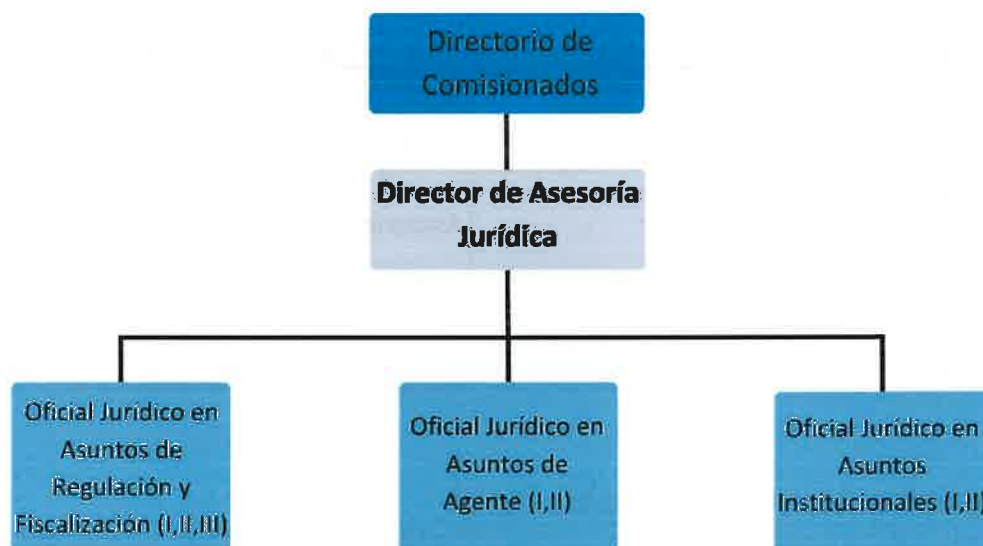 Directorio de
Comisionados
Director de Asesoría
Jurídica
Oficial Jurídico en
Asuntos de
Regulación y
Fiscalización (I,II,III)
Oficial Jurídico en
Asuntos de
Agente (I,II)
Oficial Jurídico en
Asuntos
Institucionales (I,II)